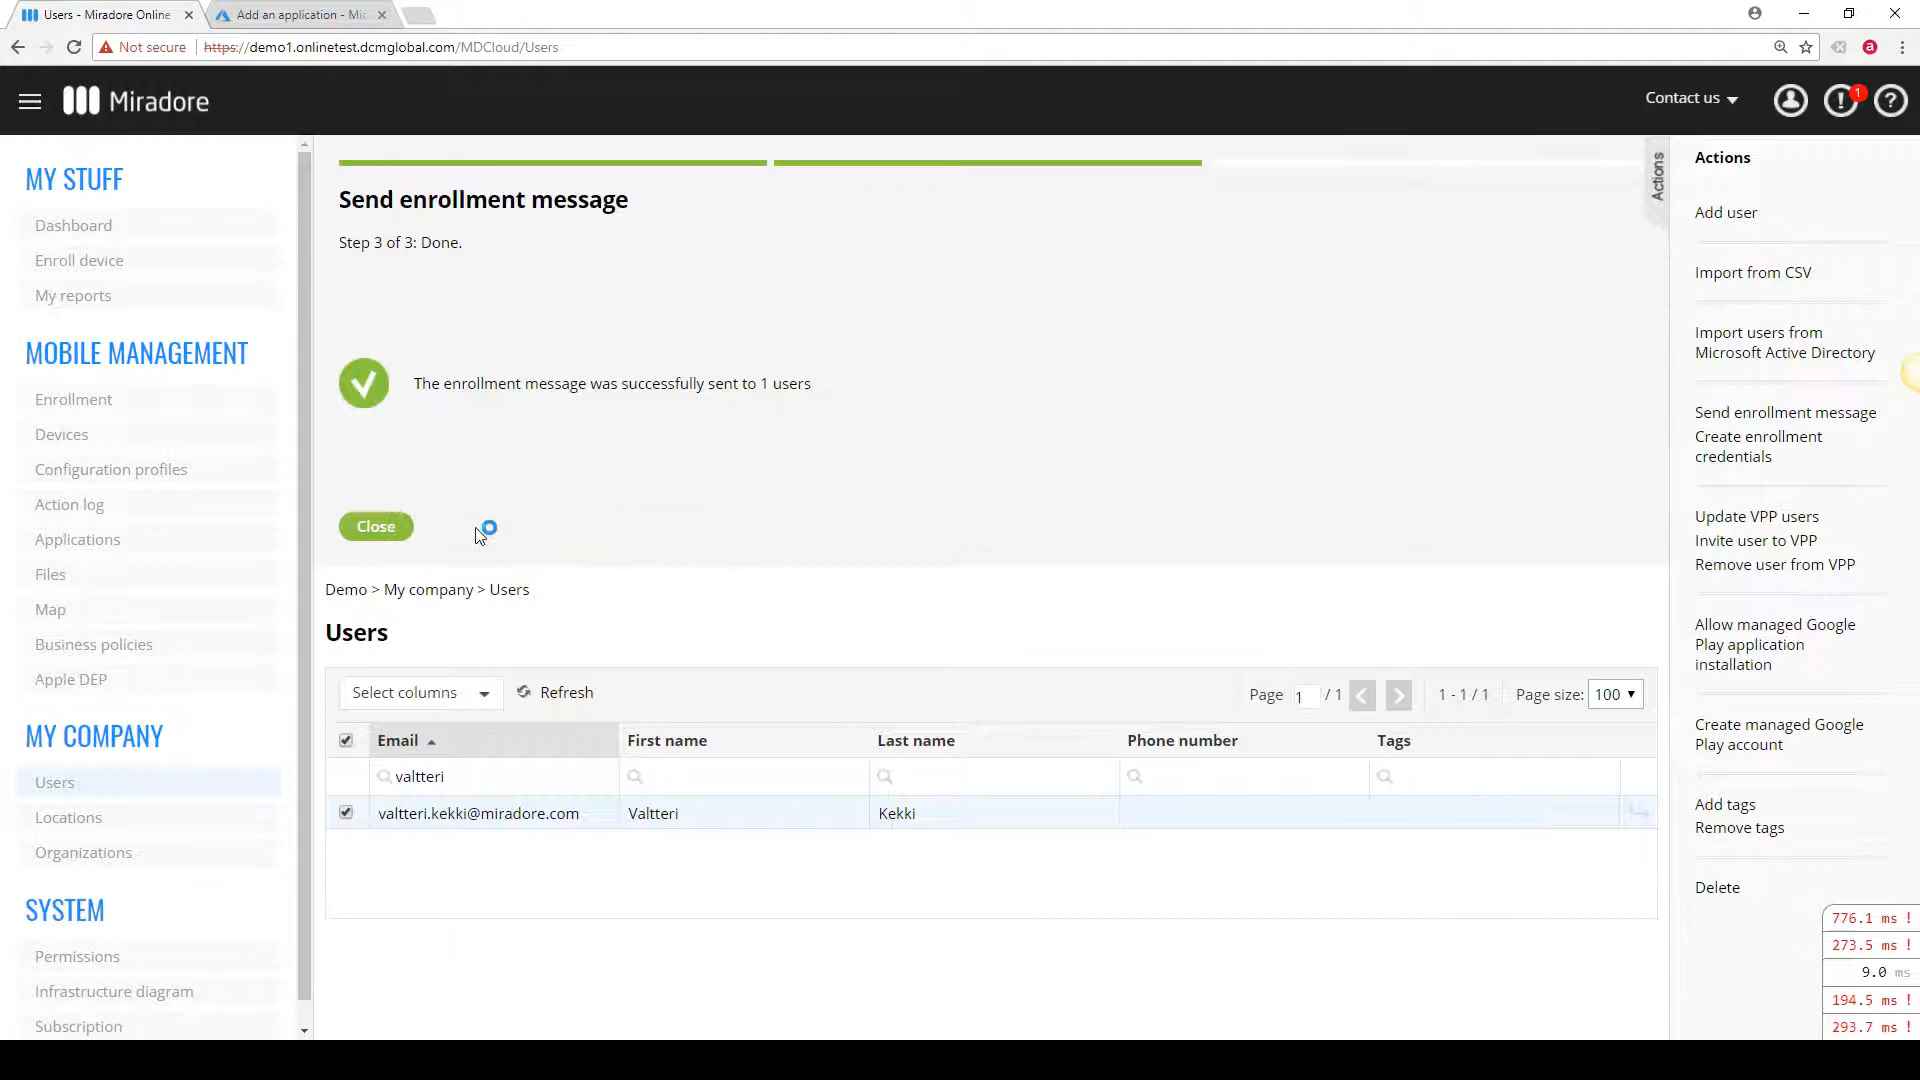 Users - Miradore Online
Add an application - Mic
Not secure
https://demo1.onlinetest.dcmglobal.com/MDCloud/Users
a
Miradore
Contact us
1
MY STUFF
Dashboard
Enroll device
My reports
MOBILE MANAGEMENT
Enrollment
Devices
Configuration profiles
Action log
Applications
Files
Map
Business policies
Apple DEP
MY COMPANY
Users
Locations
Organizations
SYSTEM
Permissions
Infrastructure diagram
Subscription
Send enrollment message
Step 3 of 3: Done.
The enrollment message was successfully sent to 1 users
Close
Demo > My company > Users
Users
Select columns
Refresh
Page 1 / 1
1 - 1 / 1
Page size: 100
Email
First name
Last name
Phone number
Tags
valtteri
valtteri.kekki@miradore.com
Valtteri
Kekki
Actions
Actions
Add user
Import from CSV
Import users from
Microsoft Active Directory
Send enrollment message
Create enrollment
credentials
Update VPP users
Invite user to VPP
Remove user from VPP
Allow managed Google
Play application
installation
Create managed Google
Play account
Add tags
Remove tags
Delete
776.1 ms !
273.5 ms !
9.0 ms
194.5 ms !
293.7 ms !